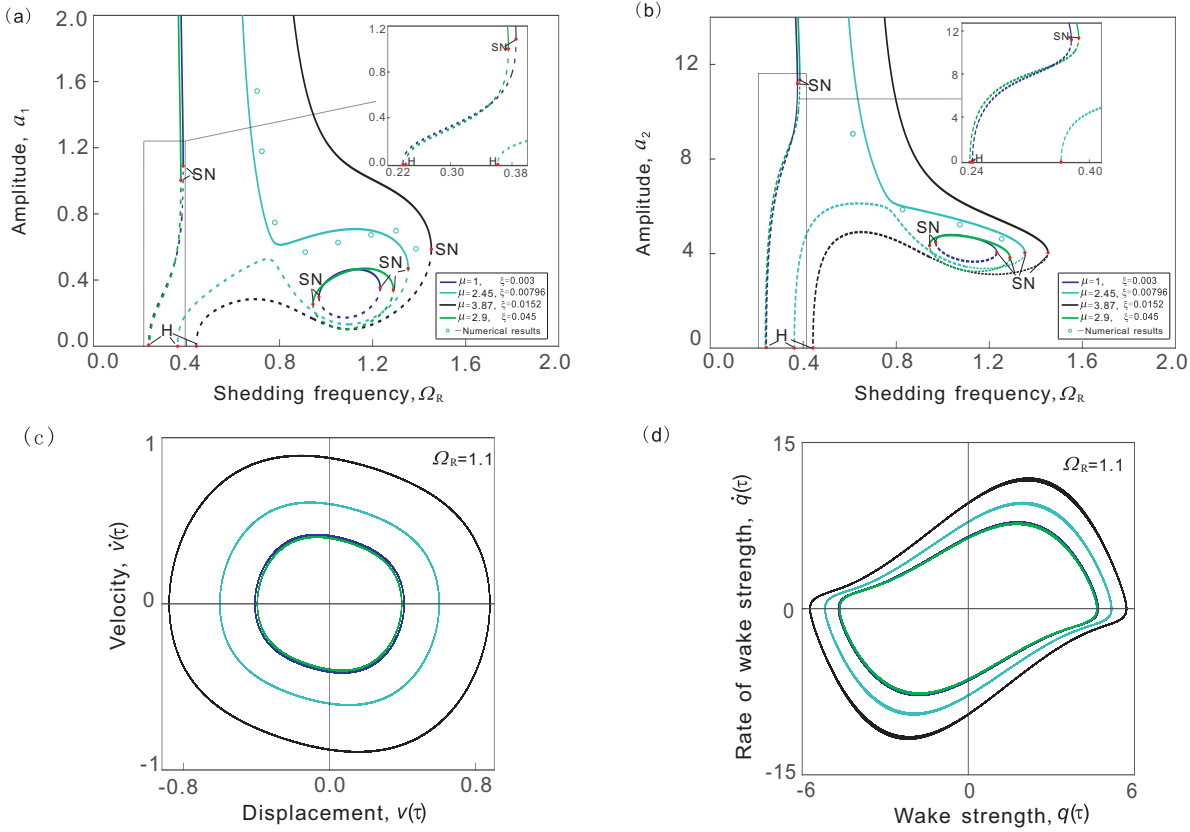 (a)
2.0
1.6
1.2
0.8
0.4
0.0
Amplitude, a₁
0.0 0.4 0.8 1.2 1.6 2.0
Shedding frequency, Ω_R
SN
SN
SN
SN
H
1.2
0.8
0.4
0.0
0.22 0.30 0.38
SN
H
H
μ=1, ξ=0.003
μ=2.45, ξ=0.00796
μ=3.87, ξ=0.0152
μ=2.9, ξ=0.045
–Numerical results
(b)
12
8
4
0
Amplitude, a₂
0.0 0.4 0.8 1.2 1.6 2.0
Shedding frequency, Ω_R
SN
SN
SN
H
12
8
4
0
0.24 0.40
SN
H
μ=1, ξ=0.003
μ=2.45, ξ=0.00796
μ=3.87, ξ=0.0152
μ=2.9, ξ=0.045
–Numerical results
(c)
1
0
-1
Velocity, v̇(τ)
Ω_R=1.1
-0.8 0.0 0.8
Displacement, v(τ)
(d)
15
0
-15
Rate of wake strength, q̇(τ)
Ω_R=1.1
-6 0 6
Wake strength, q(τ)